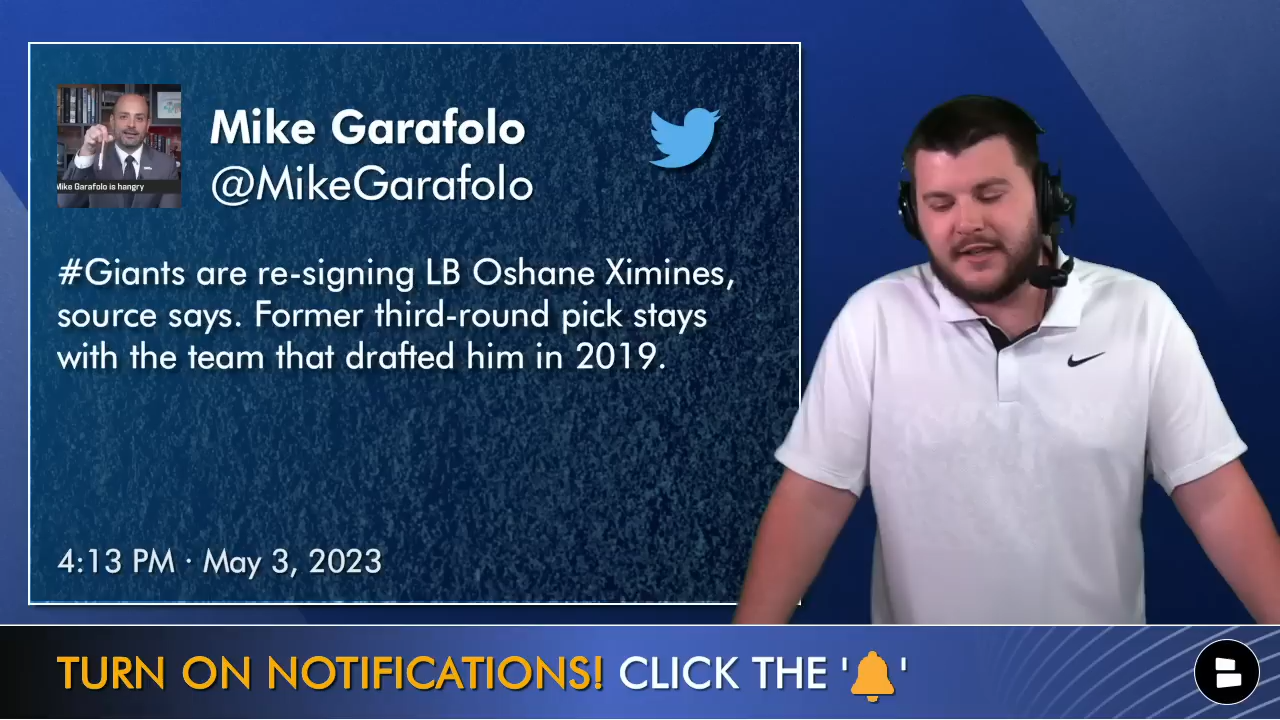 Mike Garafolo is hangry
Mike Garafolo
@MikeGarafolo
#Giants are re-signing LB Oshane Ximines,
source says. Former third-round pick stays
with the team that drafted him in 2019.
4:13 PM · May 3, 2023
TURN ON NOTIFICATIONS! CLICK THE '🔔'